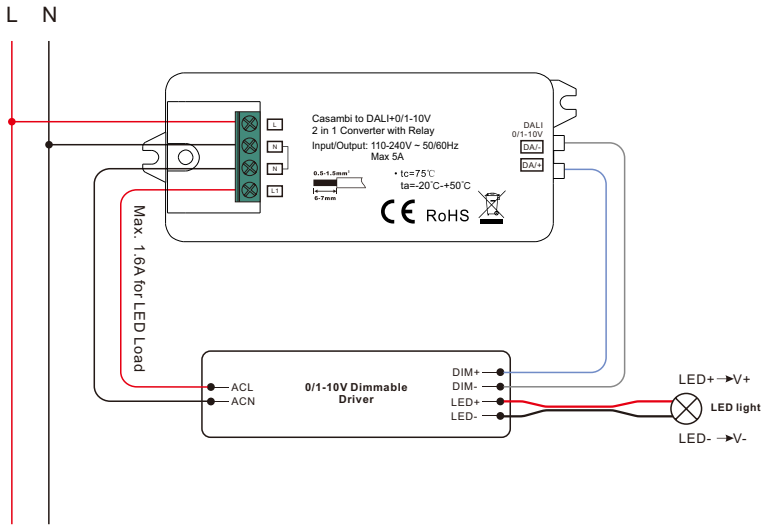 L N
Casambi to DALI+0/1-10V
2 in 1 Converter with Relay
Input/Output: 110-240V ~ 50/60Hz
Max 5A
L
N
N
L1
0.5-1.5mm²
6-7mm
• tc=75℃
ta=-20℃-+50℃
CE RoHS
DALI
0/1-10V
DA/-
DA/+
Max. 1.6A for LED Load
ACL
ACN
0/1-10V Dimmable
Driver
DIM+
DIM-
LED+
LED-
LED+→V+
LED light
LED- →V-